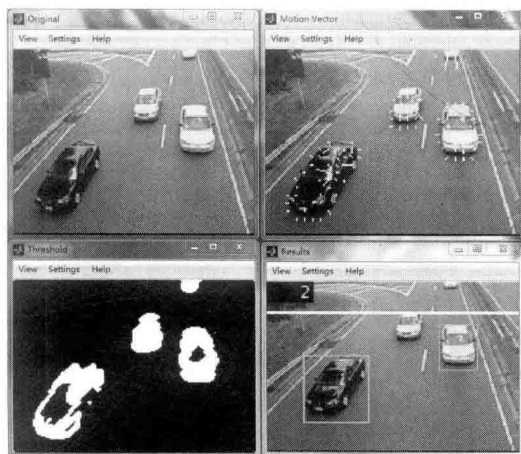 Original
View Settings Help
Motion Vector
View Settings Help
Threshold
View Settings Help
Results
View Settings Help
2